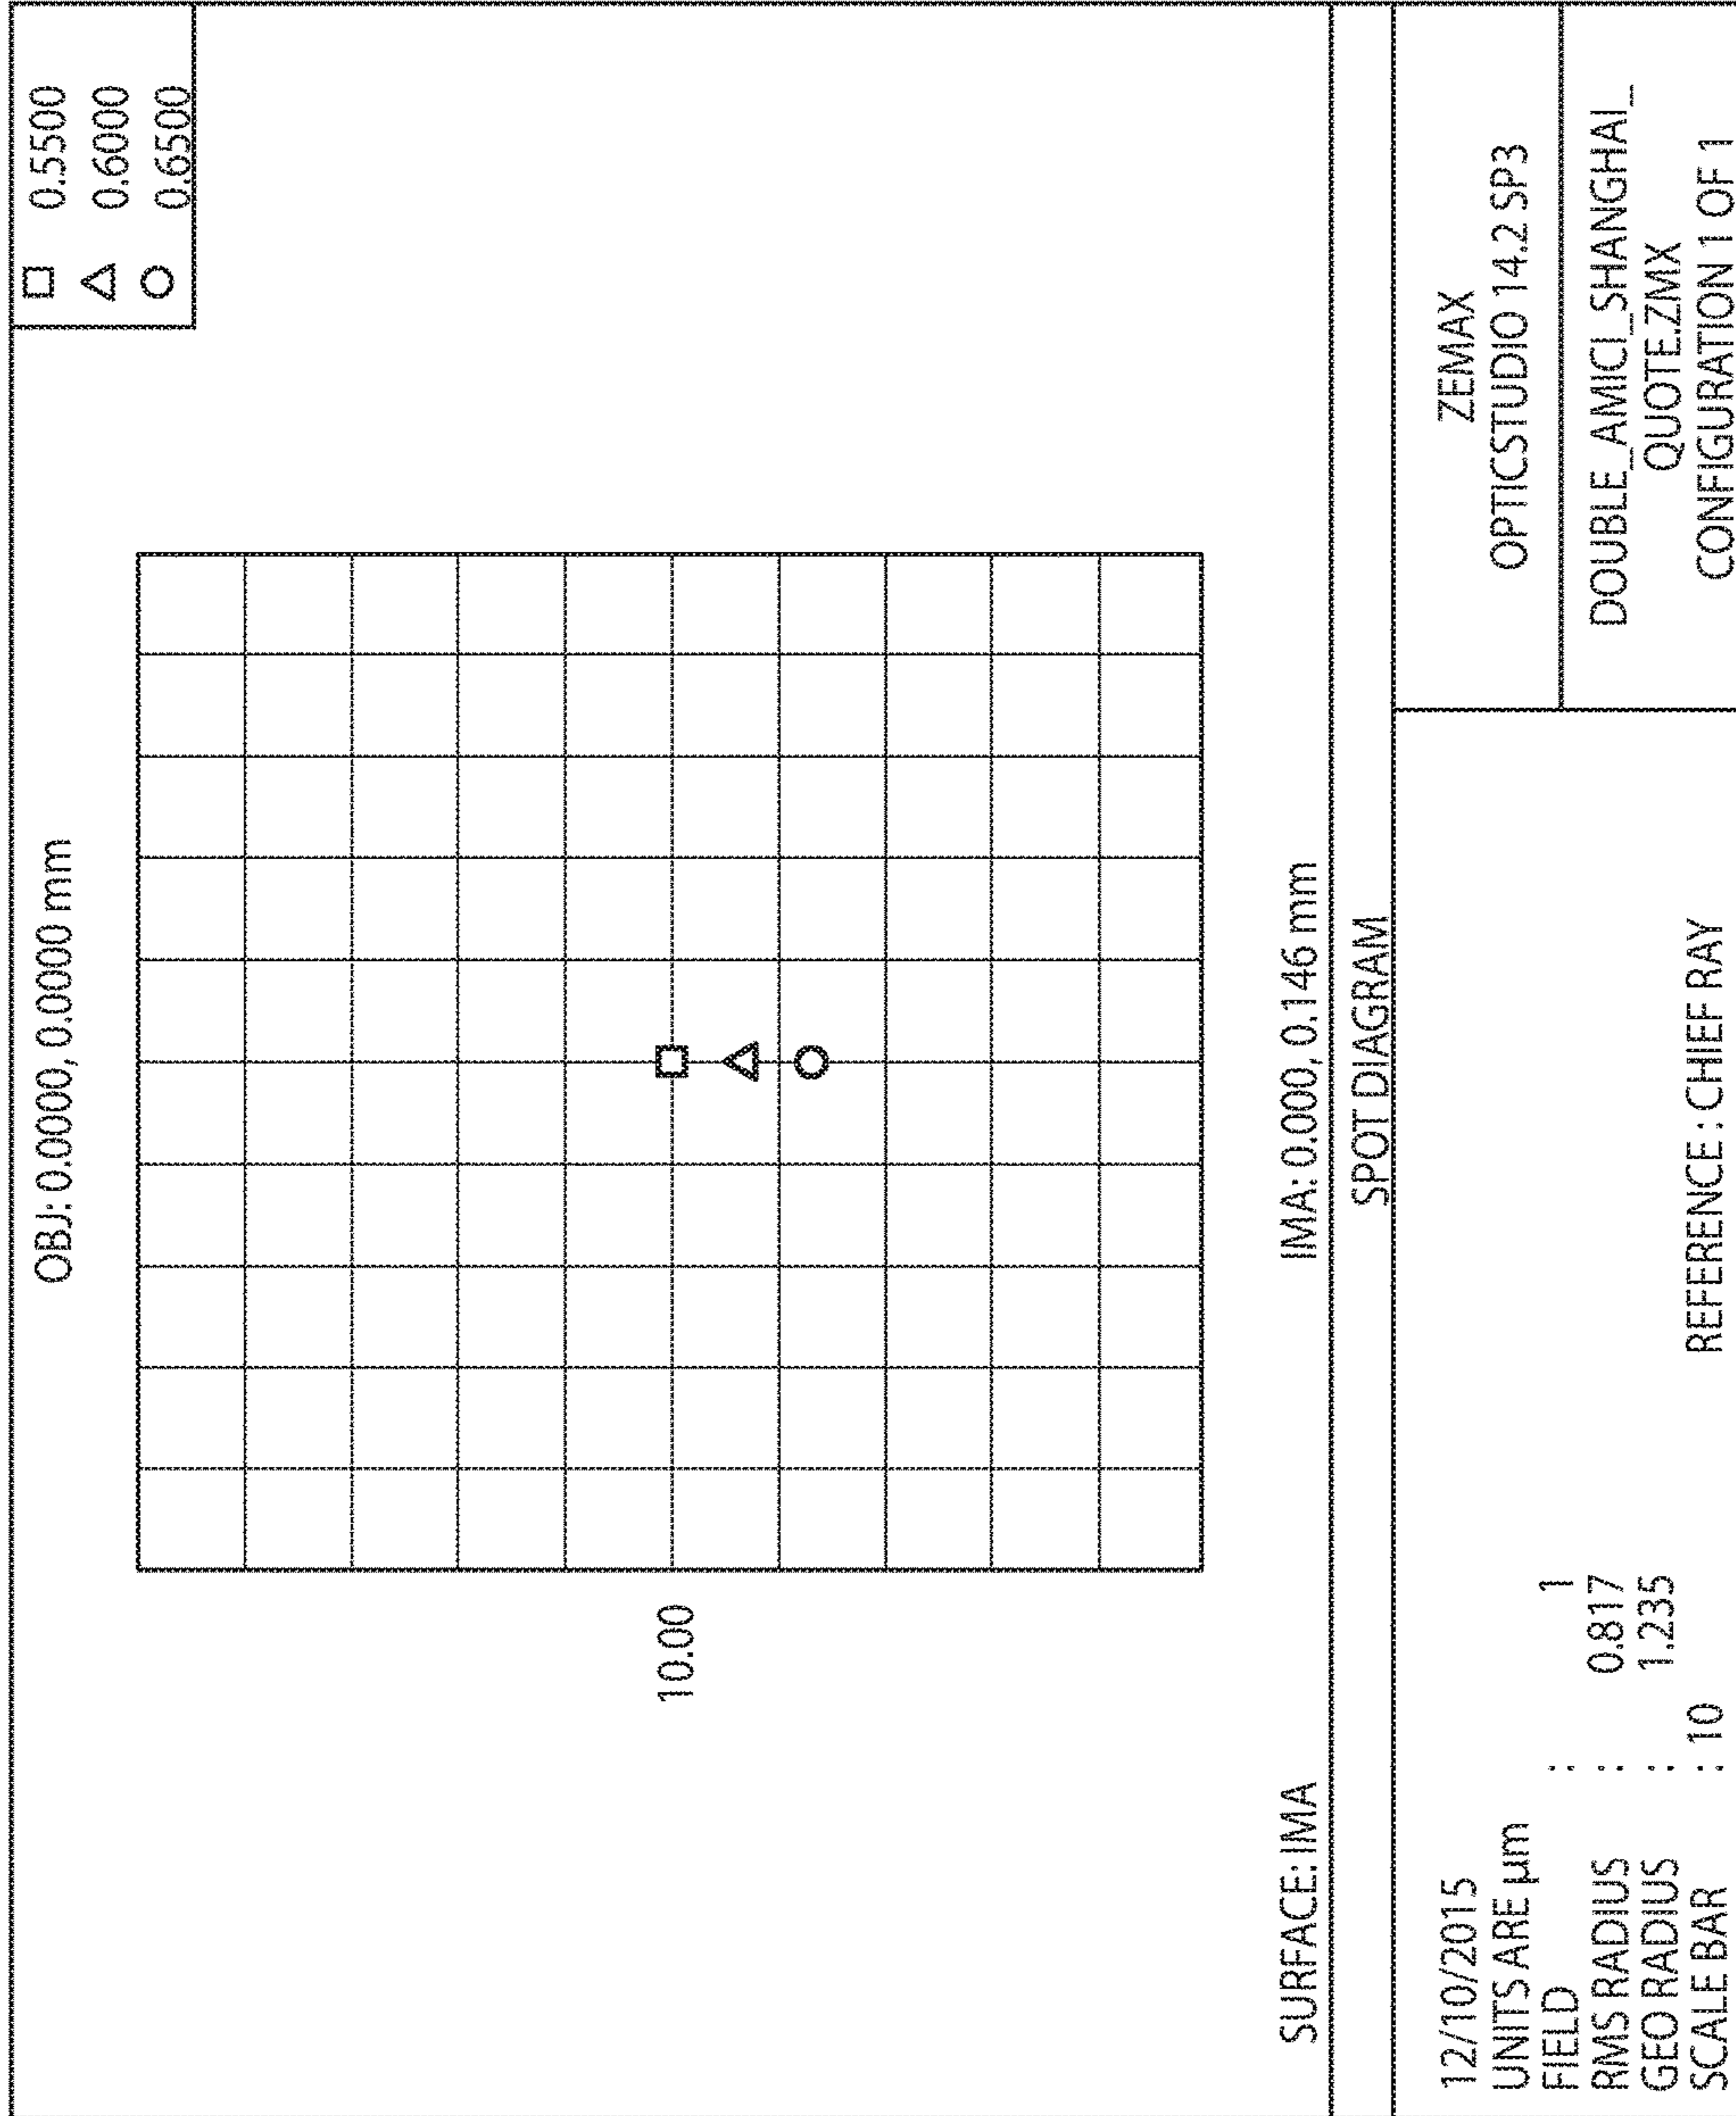 OBJ: 0.0000, 0.0000 mm
0.5500
0.6000
0.6500
10.00
SURFACE: IMA
IMA: 0.000, 0.146 mm
SPOT DIAGRAM
12/10/2015
UNITS ARE µm
FIELD : 1
RMS RADIUS : 0.817
GEO RADIUS : 1.235
SCALE BAR : 10
REFERENCE : CHIEF RAY
ZEMAX
OPTICSTUDIO 14.2 SP3
DOUBLE_AMICI_SHANGHAI_
QUOTE.ZMX
CONFIGURATION 1 OF 1